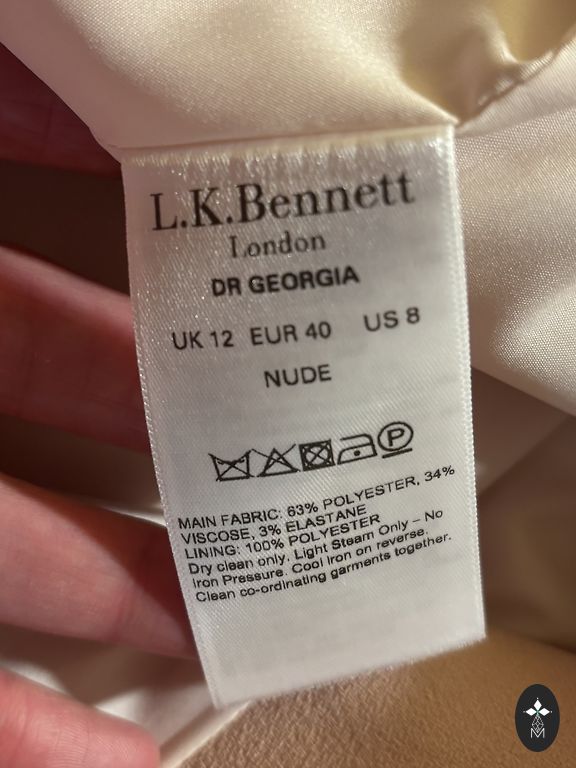 L.K.Bennett
London
DR GEORGIA
UK 12 EUR 40 US 8
NUDE
P
MAIN FABRIC: 63% POLYESTER, 34%
VISCOSE, 3% ELASTANE
LINING: 100% POLYESTER
Dry clean only. Light Steam Only – No
Iron Pressure. Cool Iron on reverse.
Clean co-ordinating garments together.
M